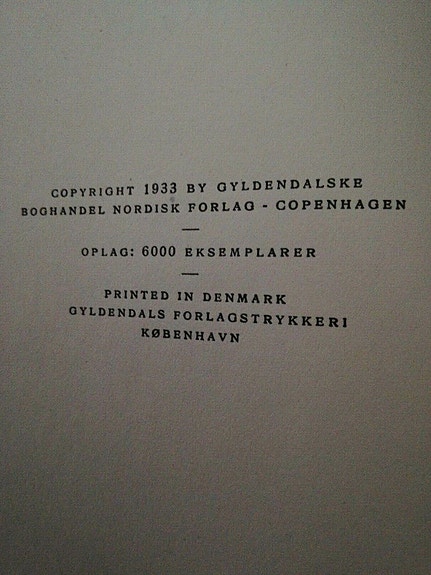 COPYRIGHT 1933 BY GYLDENDALSKE
BOGHANDEL NORDISK FORLAG - COPENHAGEN
—
OPLAG: 6000 EKSEMPLARER
—
PRINTED IN DENMARK
GYLDENDALS FORLAGSTRYKKERI
KØBENHAVN